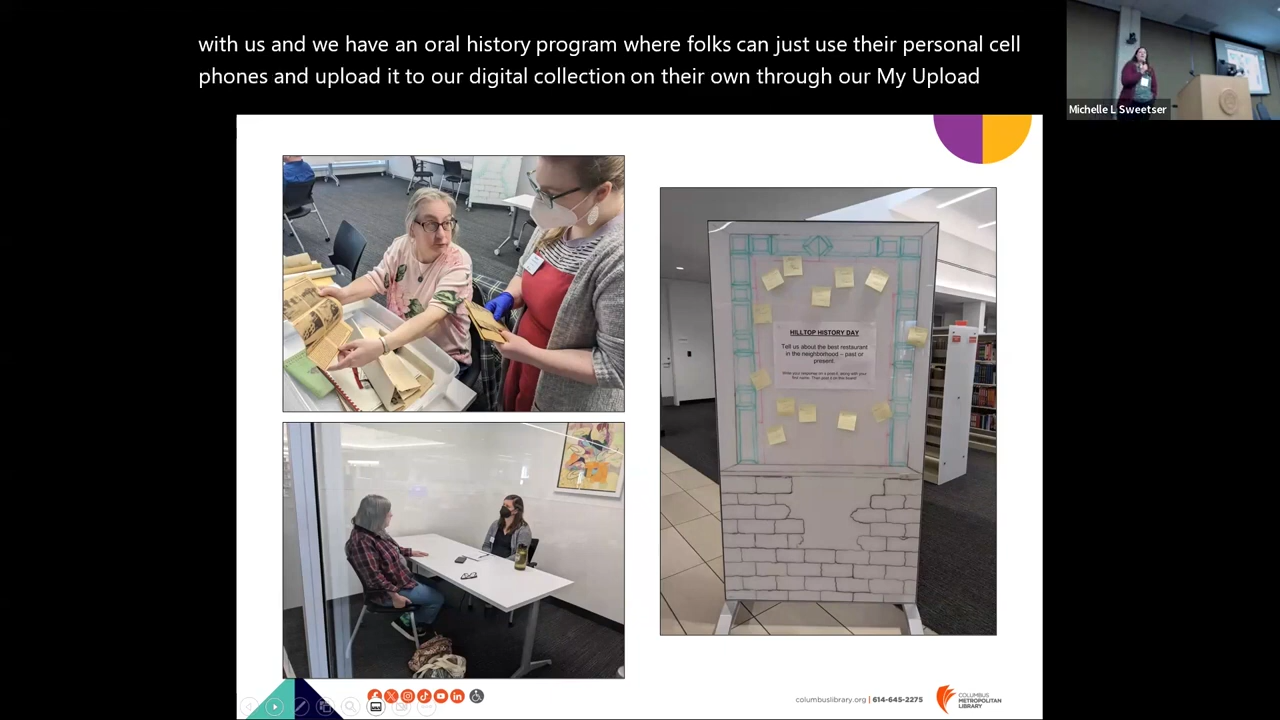 with us and we have an oral history program where folks can just use their personal cell
phones and upload it to our digital collection on their own through our My Upload
Michelle L Sweetser
HILLTOP HISTORY DAY
Tell us about the best restaurant
in the neighborhood – past or
present.
columbuslibrary.org | 614-645-2275
COLUMBUS
METROPOLITAN
LIBRARY